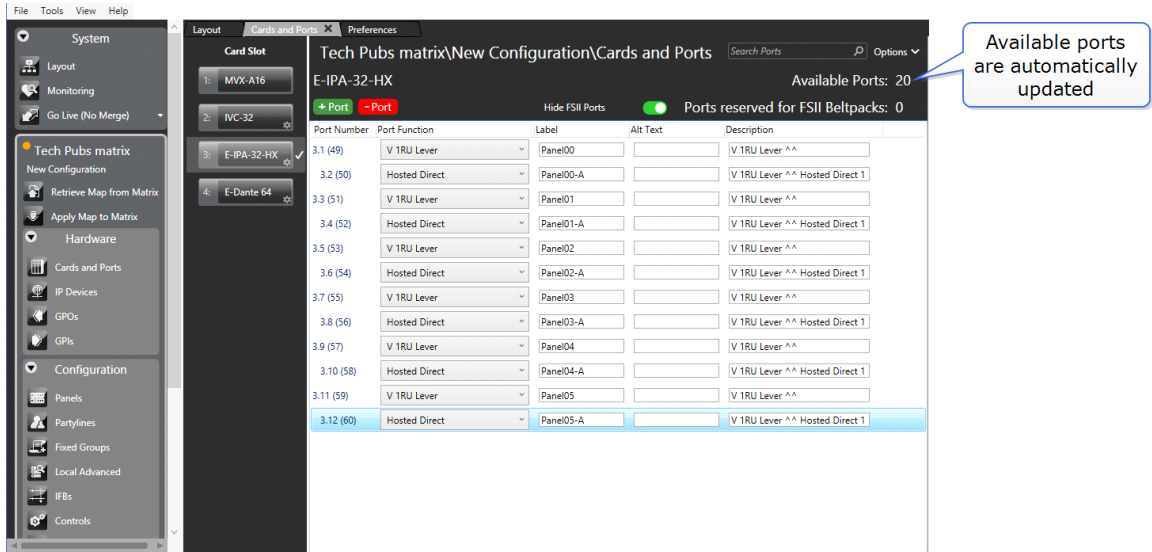 File Tools View Help
System
Layout
Monitoring
Go Live (No Merge)
Tech Pubs matrix
New Configuration
Retrieve Map from Matrix
Apply Map to Matrix
Hardware
Cards and Ports
IP Devices
GPOs
GPIs
Configuration
Panels
Partylines
Fixed Groups
Local Advanced
IFBs
Controls
Layout Cards and Ports X Preferences
Card Slot
1: MVX-A16
2: IVC-32
3: E-IPA-32-HX
4: E-Dante 64
Tech Pubs matrix\New Configuration\Cards and Ports Search Ports Options
E-IPA-32-HX Available Ports: 20
+ Port - Port Hide FSII Ports Ports reserved for FSII Beltpacks: 0
Port Number Port Function Label Alt Text Description
3.1 (49) V 1RU Lever Panel00 V 1RU Lever ^^
3.2 (50) Hosted Direct Panel00-A V 1RU Lever ^^ Hosted Direct 1
3.3 (51) V 1RU Lever Panel01 V 1RU Lever ^^
3.4 (52) Hosted Direct Panel01-A V 1RU Lever ^^ Hosted Direct 1
3.5 (53) V 1RU Lever Panel02 V 1RU Lever ^^
3.6 (54) Hosted Direct Panel02-A V 1RU Lever ^^ Hosted Direct 1
3.7 (55) V 1RU Lever Panel03 V 1RU Lever ^^
3.8 (56) Hosted Direct Panel03-A V 1RU Lever ^^ Hosted Direct 1
3.9 (57) V 1RU Lever Panel04 V 1RU Lever ^^
3.10 (58) Hosted Direct Panel04-A V 1RU Lever ^^ Hosted Direct 1
3.11 (59) V 1RU Lever Panel05 V 1RU Lever ^^
3.12 (60) Hosted Direct Panel05-A V 1RU Lever ^^ Hosted Direct 1
Available ports
are automatically
updated